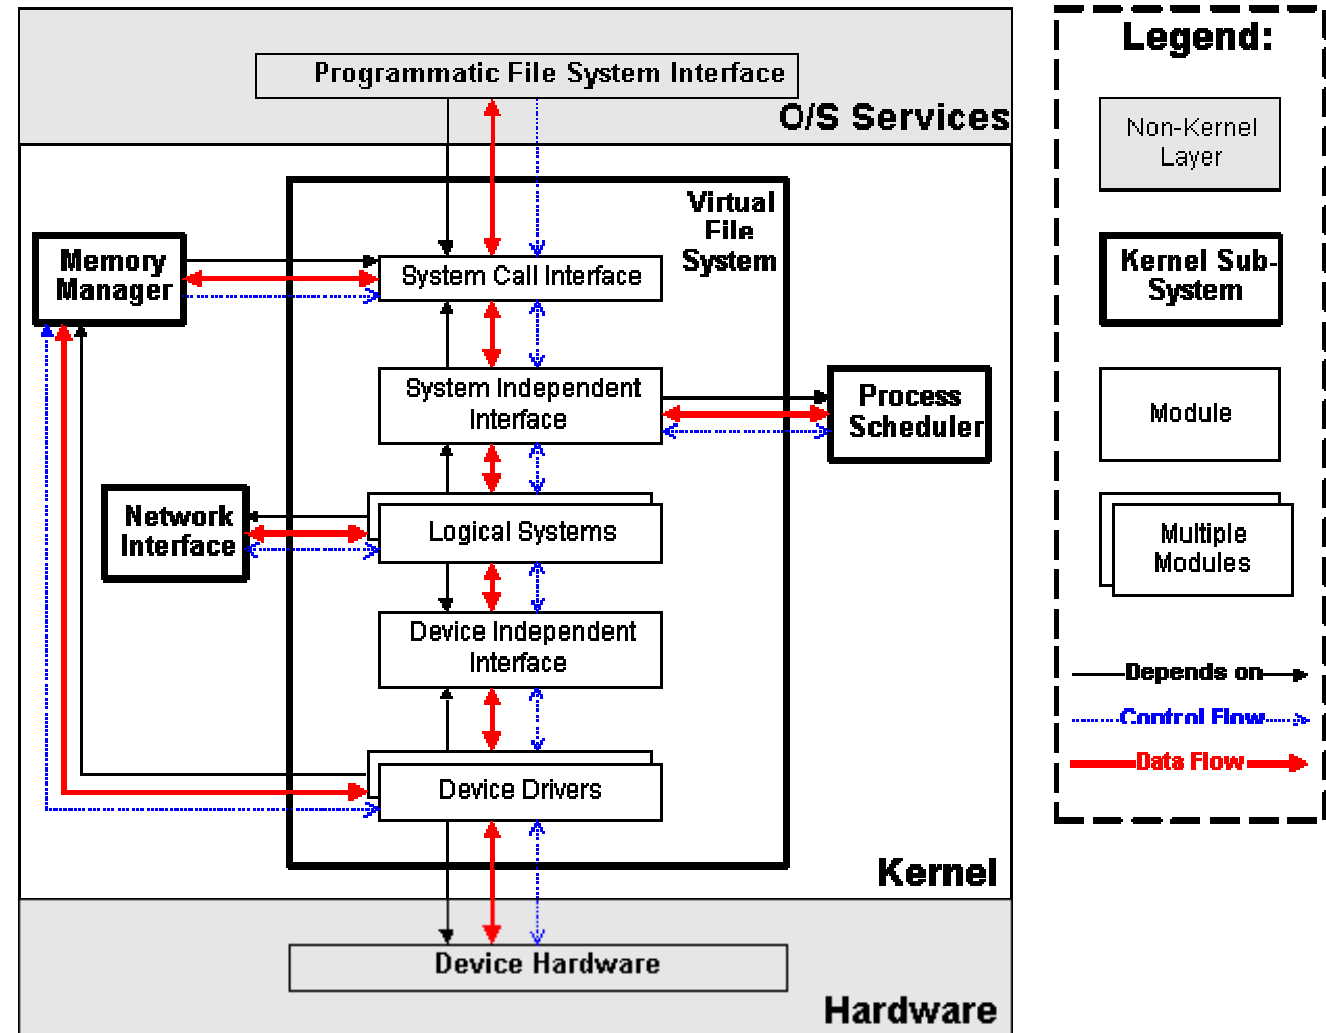 Programmatic File System Interface
O/S Services
Virtual
File
System
Memory
Manager
System Call Interface
System Independent
Interface
Process
Scheduler
Network
Interface
Logical Systems
Device Independent
Interface
Device Drivers
Kernel
Device Hardware
Hardware
Legend:
Non-Kernel
Layer
Kernel Sub-
System
Module
Multiple
Modules
Depends on
Control Flow
Data Flow